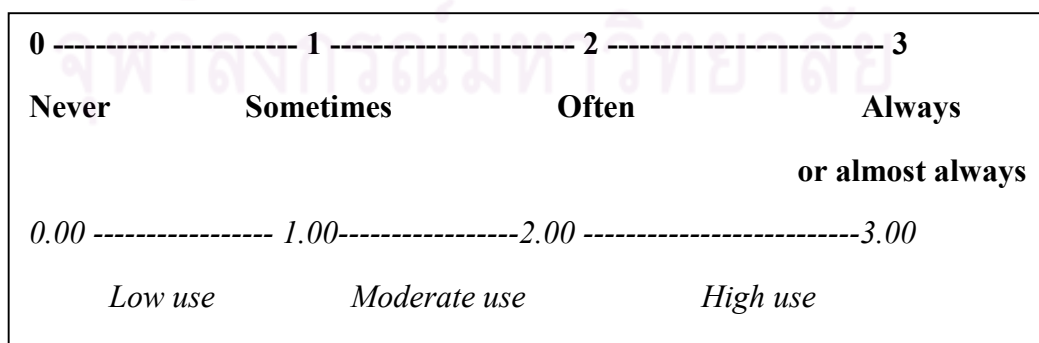 จุฬาลงกรณ์มหาวิทยาลัย
0 ----------------------- 1 ----------------------- 2 -------------------------- 3
Never Sometimes Often Always
or almost always
0.00 ----------------- 1.00-----------------2.00 --------------------------3.00
Low use Moderate use High use